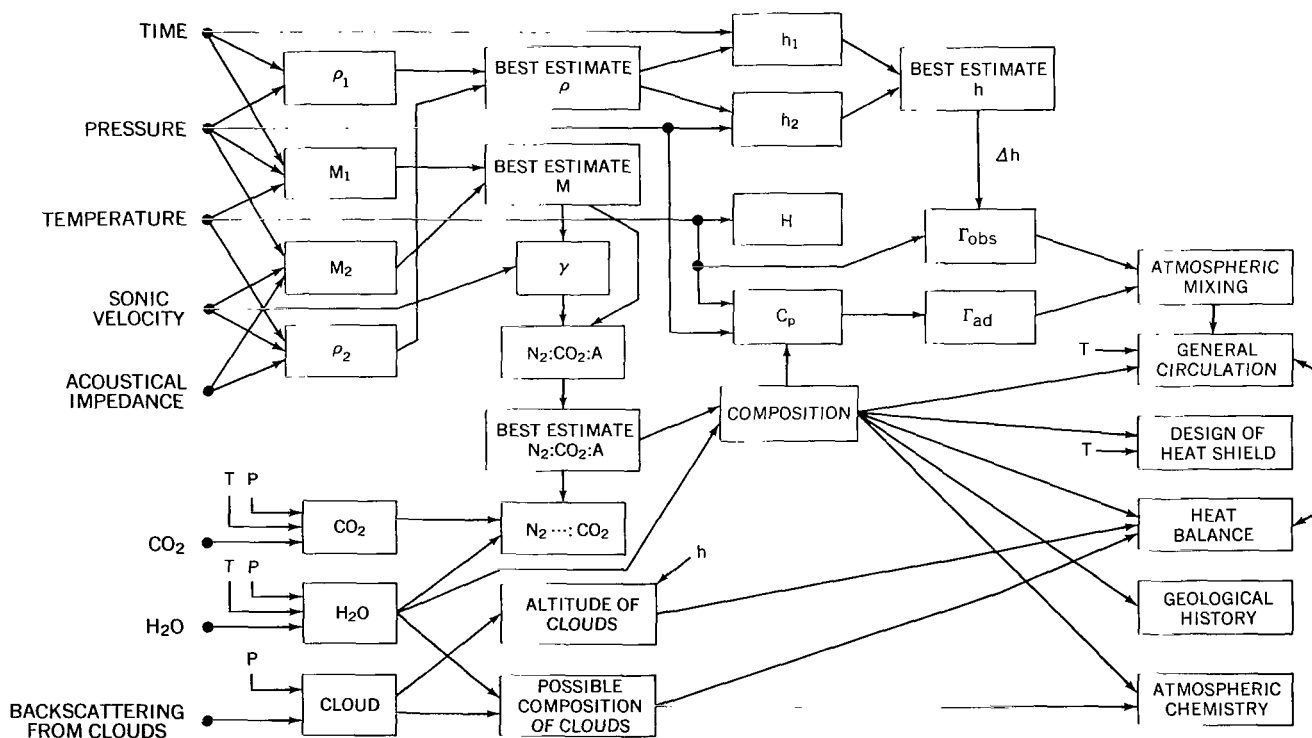 TIME
PRESSURE
TEMPERATURE
SONIC
VELOCITY
ACOUSTICAL
IMPEDANCE
CO₂
H₂O
BACKSCATTERING
FROM CLOUDS
ρ₁
M₁
M₂
ρ₂
T P
CO₂
T P
H₂O
P
CLOUD
BEST ESTIMATE
ρ
BEST ESTIMATE
M
γ
N₂:CO₂:A
BEST ESTIMATE
N₂:CO₂:A
N₂ ···: CO₂
h
ALTITUDE OF
CLOUDS
POSSIBLE
COMPOSITION
OF CLOUDS
h₁
h₂
H
Cₚ
COMPOSITION
BEST ESTIMATE
h
Δh
Γobs
Γad
ATMOSPHERIC
MIXING
T
GENERAL
CIRCULATION
T
DESIGN OF
HEAT SHIELD
HEAT
BALANCE
GEOLOGICAL
HISTORY
ATMOSPHERIC
CHEMISTRY